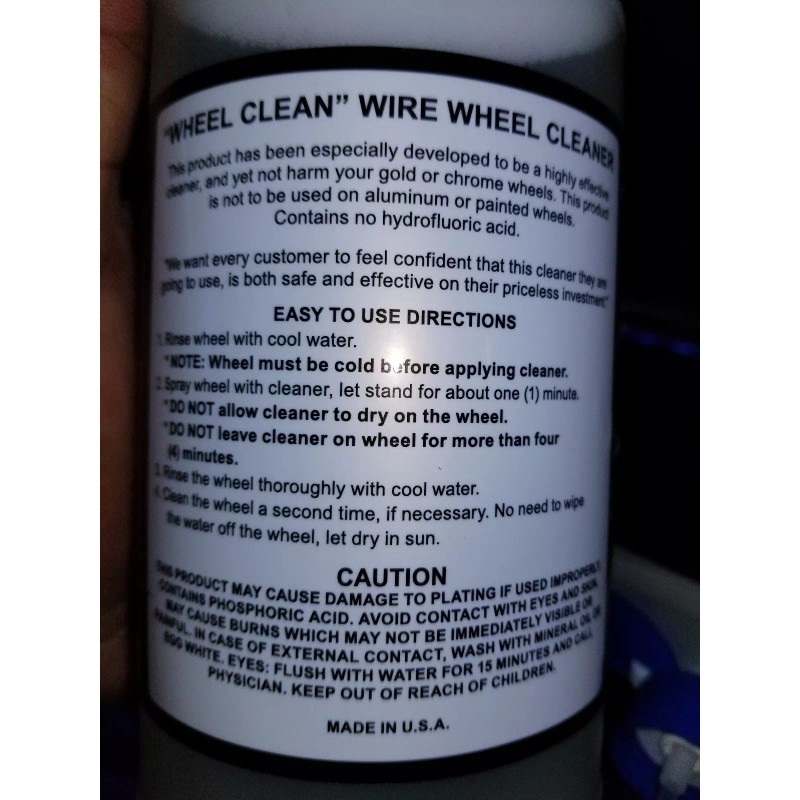 "WHEEL CLEAN" WIRE WHEEL CLEANER
This product has been especially developed to be a highly effective
cleaner, and yet not harm your gold or chrome wheels. This product
is not to be used on aluminum or painted wheels.
Contains no hydrofluoric acid.
"We want every customer to feel confident that this cleaner they are
going to use, is both safe and effective on their priceless investment."
EASY TO USE DIRECTIONS
1. Rinse wheel with cool water.
*NOTE: Wheel must be cold before applying cleaner.
2. Spray wheel with cleaner, let stand for about one (1) minute.
*DO NOT allow cleaner to dry on the wheel.
*DO NOT leave cleaner on wheel for more than four
(4) minutes.
3. Rinse the wheel thoroughly with cool water.
4. Clean the wheel a second time, if necessary. No need to wipe
the water off the wheel, let dry in sun.
CAUTION
THIS PRODUCT MAY CAUSE DAMAGE TO PLATING IF USED IMPROPERLY.
CONTAINS PHOSPHORIC ACID. AVOID CONTACT WITH EYES AND SKIN.
MAY CAUSE BURNS WHICH MAY NOT BE IMMEDIATELY VISIBLE OR
PAINFUL. IN CASE OF EXTERNAL CONTACT, WASH WITH MINERAL OIL OR
EGG WHITE. EYES: FLUSH WITH WATER FOR 15 MINUTES AND CALL
PHYSICIAN. KEEP OUT OF REACH OF CHILDREN.
MADE IN U.S.A.